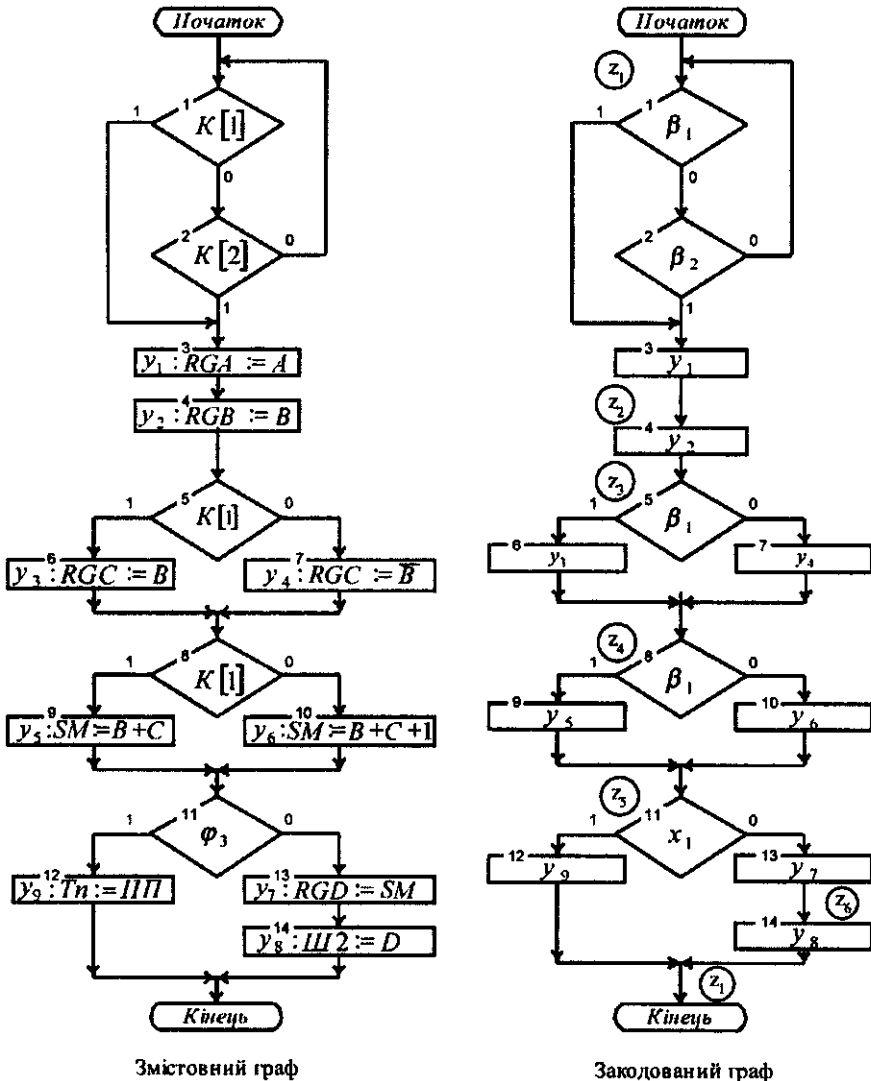 Початок
1
1
K[1]
0
2
K[2]
0
1
3
y₁ : RGA := A
4
y₂ : RGB := B
5
1
K[1]
0
6
y₃ : RGC := B
7
y₄ : RGC := B̅
8
1
K[1]
0
9
y₅ : SM := B + C
10
y₆ : SM := B + C + 1
11
1
φ₃
0
12
y₉ : Tn := ПП
13
y₇ : RGD := SM
14
y₈ : Ш2 := D
Кінець
Змістовний граф
Початок
z₁
1
1
β₁
0
2
β₂
0
1
3
y₁
z₂
4
y₂
z₃
5
1
β₁
0
6
y₃
7
y₄
z₄
8
1
β₁
0
9
y₅
10
y₆
z₅
11
1
x₁
0
12
y₉
13
y₇
z₆
14
y₈
z₁
Кінець
Закодований граф